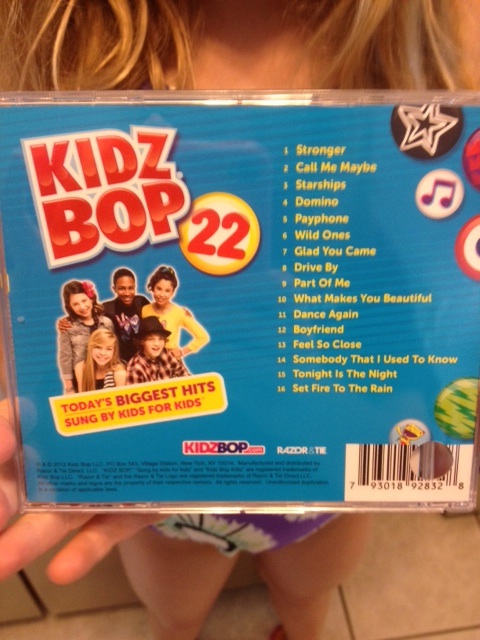 KIDZ
BOP
22
TODAY'S BIGGEST HITS
SUNG BY KIDS FOR KIDS
1 Stronger
2 Call Me Maybe
3 Starships
4 Domino
5 Payphone
6 Wild Ones
7 Glad You Came
8 Drive By
9 Part Of Me
10 What Makes You Beautiful
11 Dance Again
12 Boyfriend
13 Feel So Close
14 Somebody That I Used To Know
15 Tonight Is The Night
16 Set Fire To The Rain
KIDZBOP.com
RAZOR & TIE
7 93018 92832 8